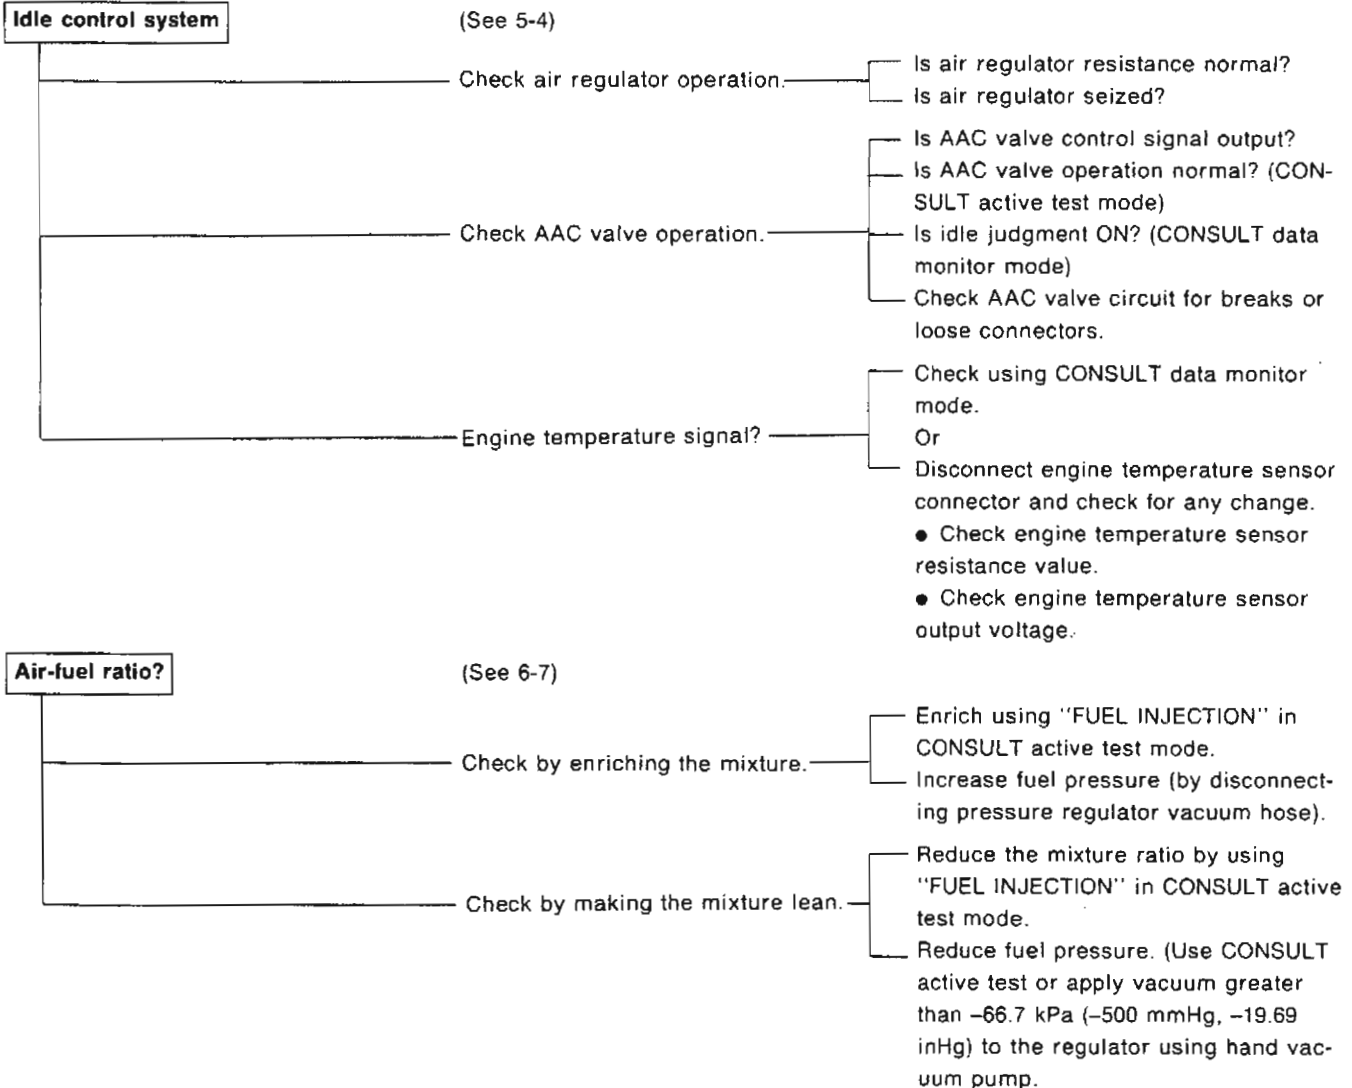 Idle control system (See 5-4)
Check air regulator operation.
Is air regulator resistance normal?
Is air regulator seized?
Check AAC valve operation.
Is AAC valve control signal output?
Is AAC valve operation normal? (CON-
SULT active test mode)
Is idle judgment ON? (CONSULT data
monitor mode)
Check AAC valve circuit for breaks or
loose connectors.
Engine temperature signal?
Check using CONSULT data monitor
mode.
Or
Disconnect engine temperature sensor
connector and check for any change.
● Check engine temperature sensor
resistance value.
● Check engine temperature sensor
output voltage.
Air-fuel ratio? (See 6-7)
Check by enriching the mixture.
Enrich using "FUEL INJECTION" in
CONSULT active test mode.
Increase fuel pressure (by disconnect-
ing pressure regulator vacuum hose).
Check by making the mixture lean.
Reduce the mixture ratio by using
"FUEL INJECTION" in CONSULT active
test mode.
Reduce fuel pressure. (Use CONSULT
active test or apply vacuum greater
than –66.7 kPa (–500 mmHg, –19.69
inHg) to the regulator using hand vac-
uum pump.